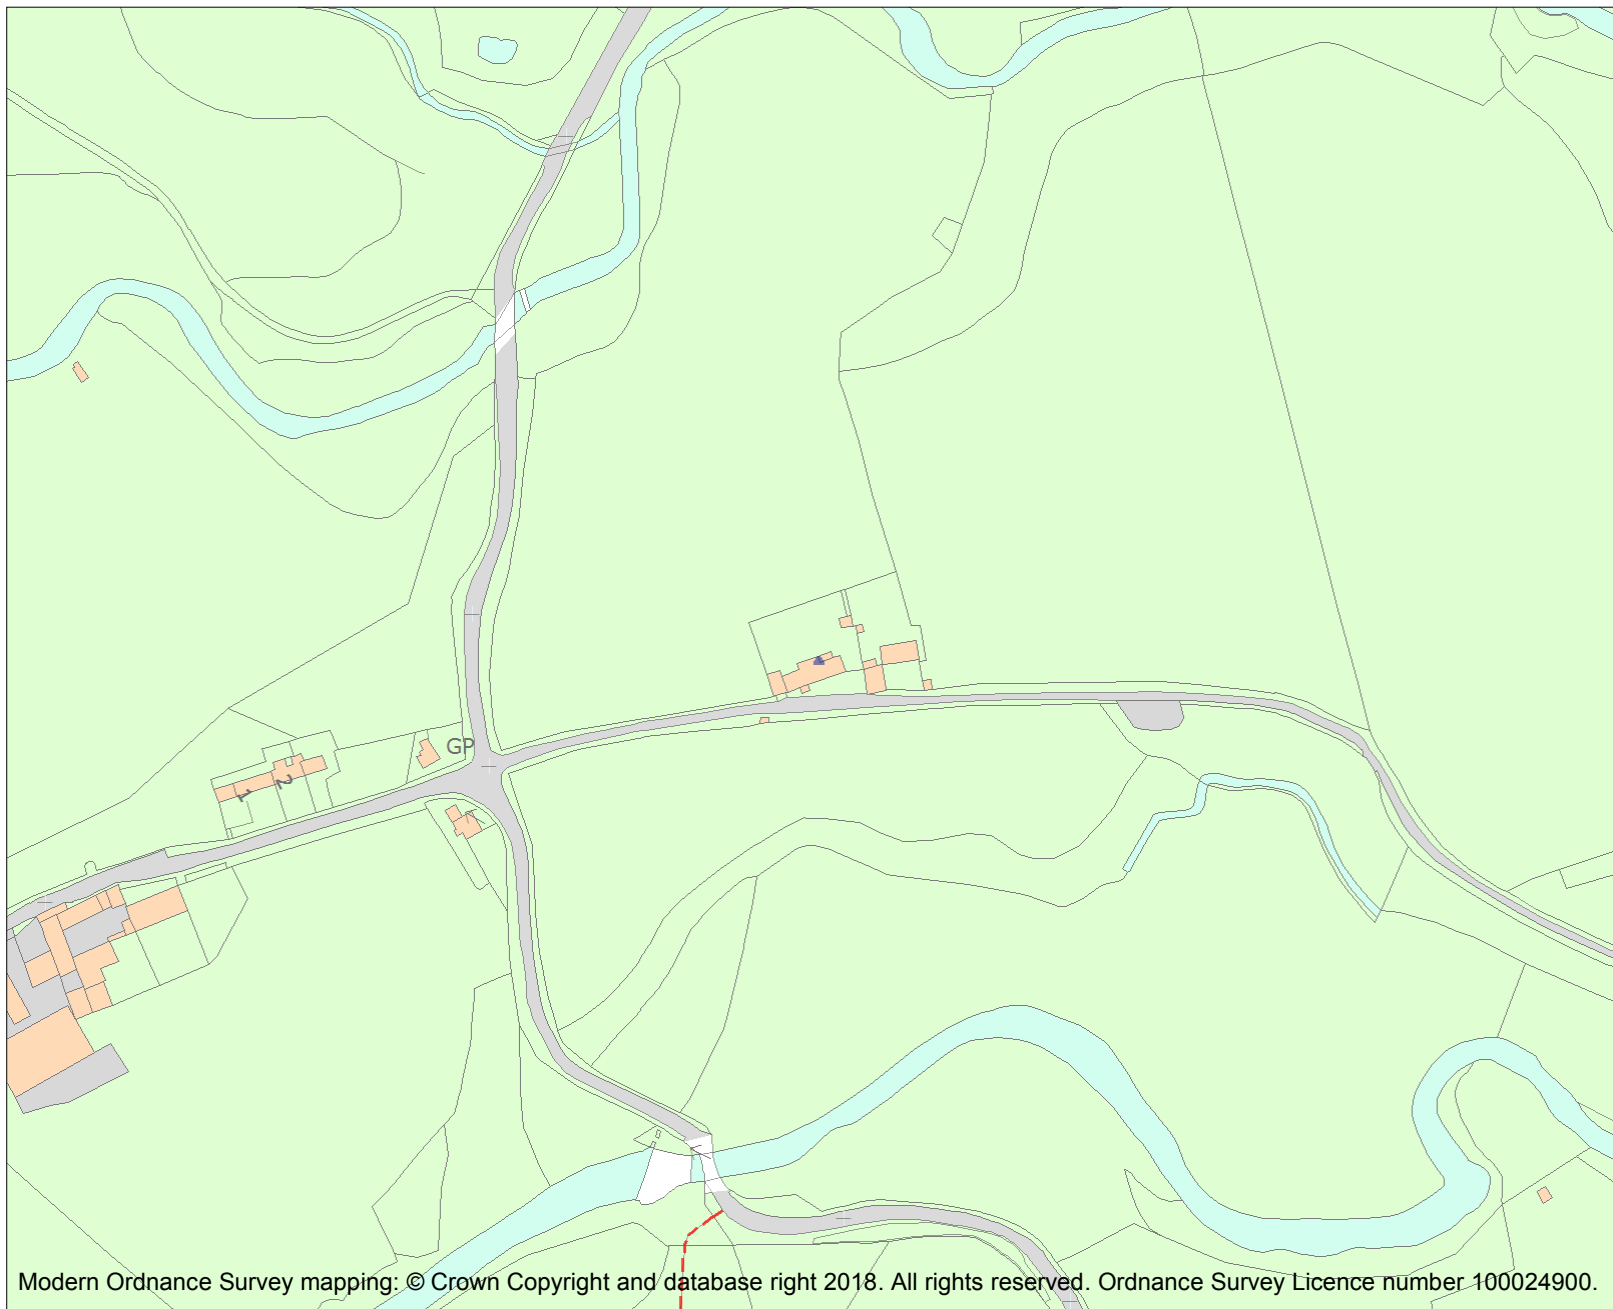 GP
2
1
Modern Ordnance Survey mapping: © Crown Copyright and database right 2018. All rights reserved. Ordnance Survey Licence number 100024900.